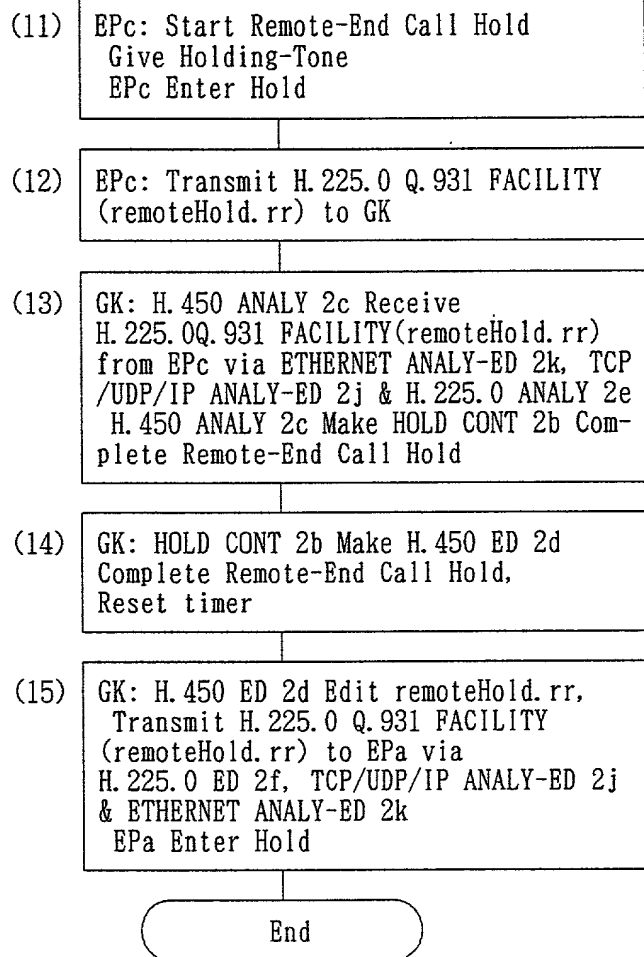 (11) EPc: Start Remote-End Call Hold
Give Holding-Tone
EPc Enter Hold
(12) EPc: Transmit H.225.0 Q.931 FACILITY
(remoteHold.rr) to GK
(13) GK: H.450 ANALY 2c Receive
H.225.0Q.931 FACILITY(remoteHold.rr)
from EPc via ETHERNET ANALY-ED 2k, TCP
/UDP/IP ANALY-ED 2j & H.225.0 ANALY 2e
H.450 ANALY 2c Make HOLD CONT 2b Com-
plete Remote-End Call Hold
(14) GK: HOLD CONT 2b Make H.450 ED 2d
Complete Remote-End Call Hold,
Reset timer
(15) GK: H.450 ED 2d Edit remoteHold.rr,
Transmit H.225.0 Q.931 FACILITY
(remoteHold.rr) to EPa via
H.225.0 ED 2f, TCP/UDP/IP ANALY-ED 2j
& ETHERNET ANALY-ED 2k
EPa Enter Hold
End